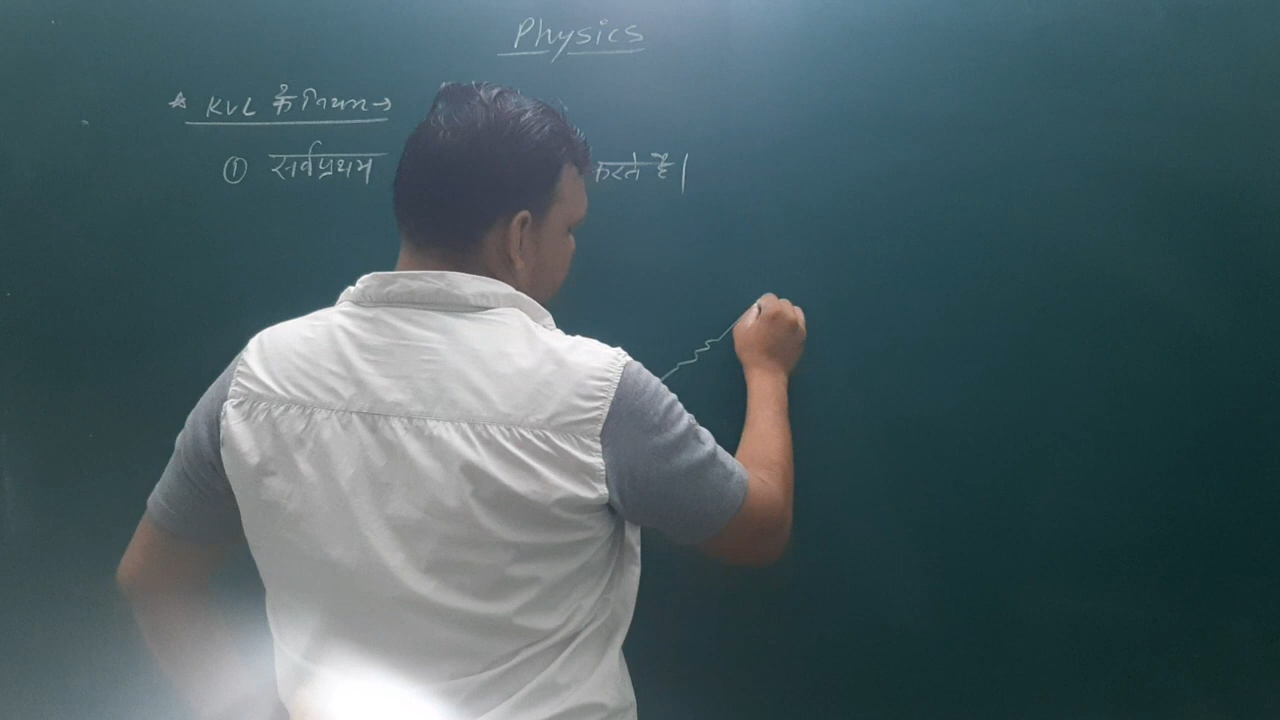 Physics
* KVL के नियम →
① सर्वप्रथम करते है।